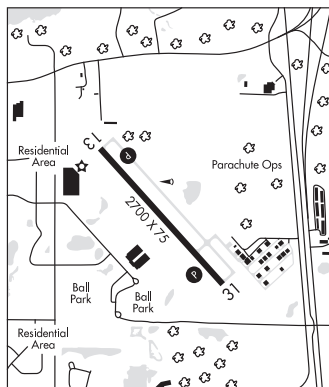 13
P
Residential
Area
Parachute Ops
2700 X 75
P
31
Ball
Park
Ball
Park
Residential
Area